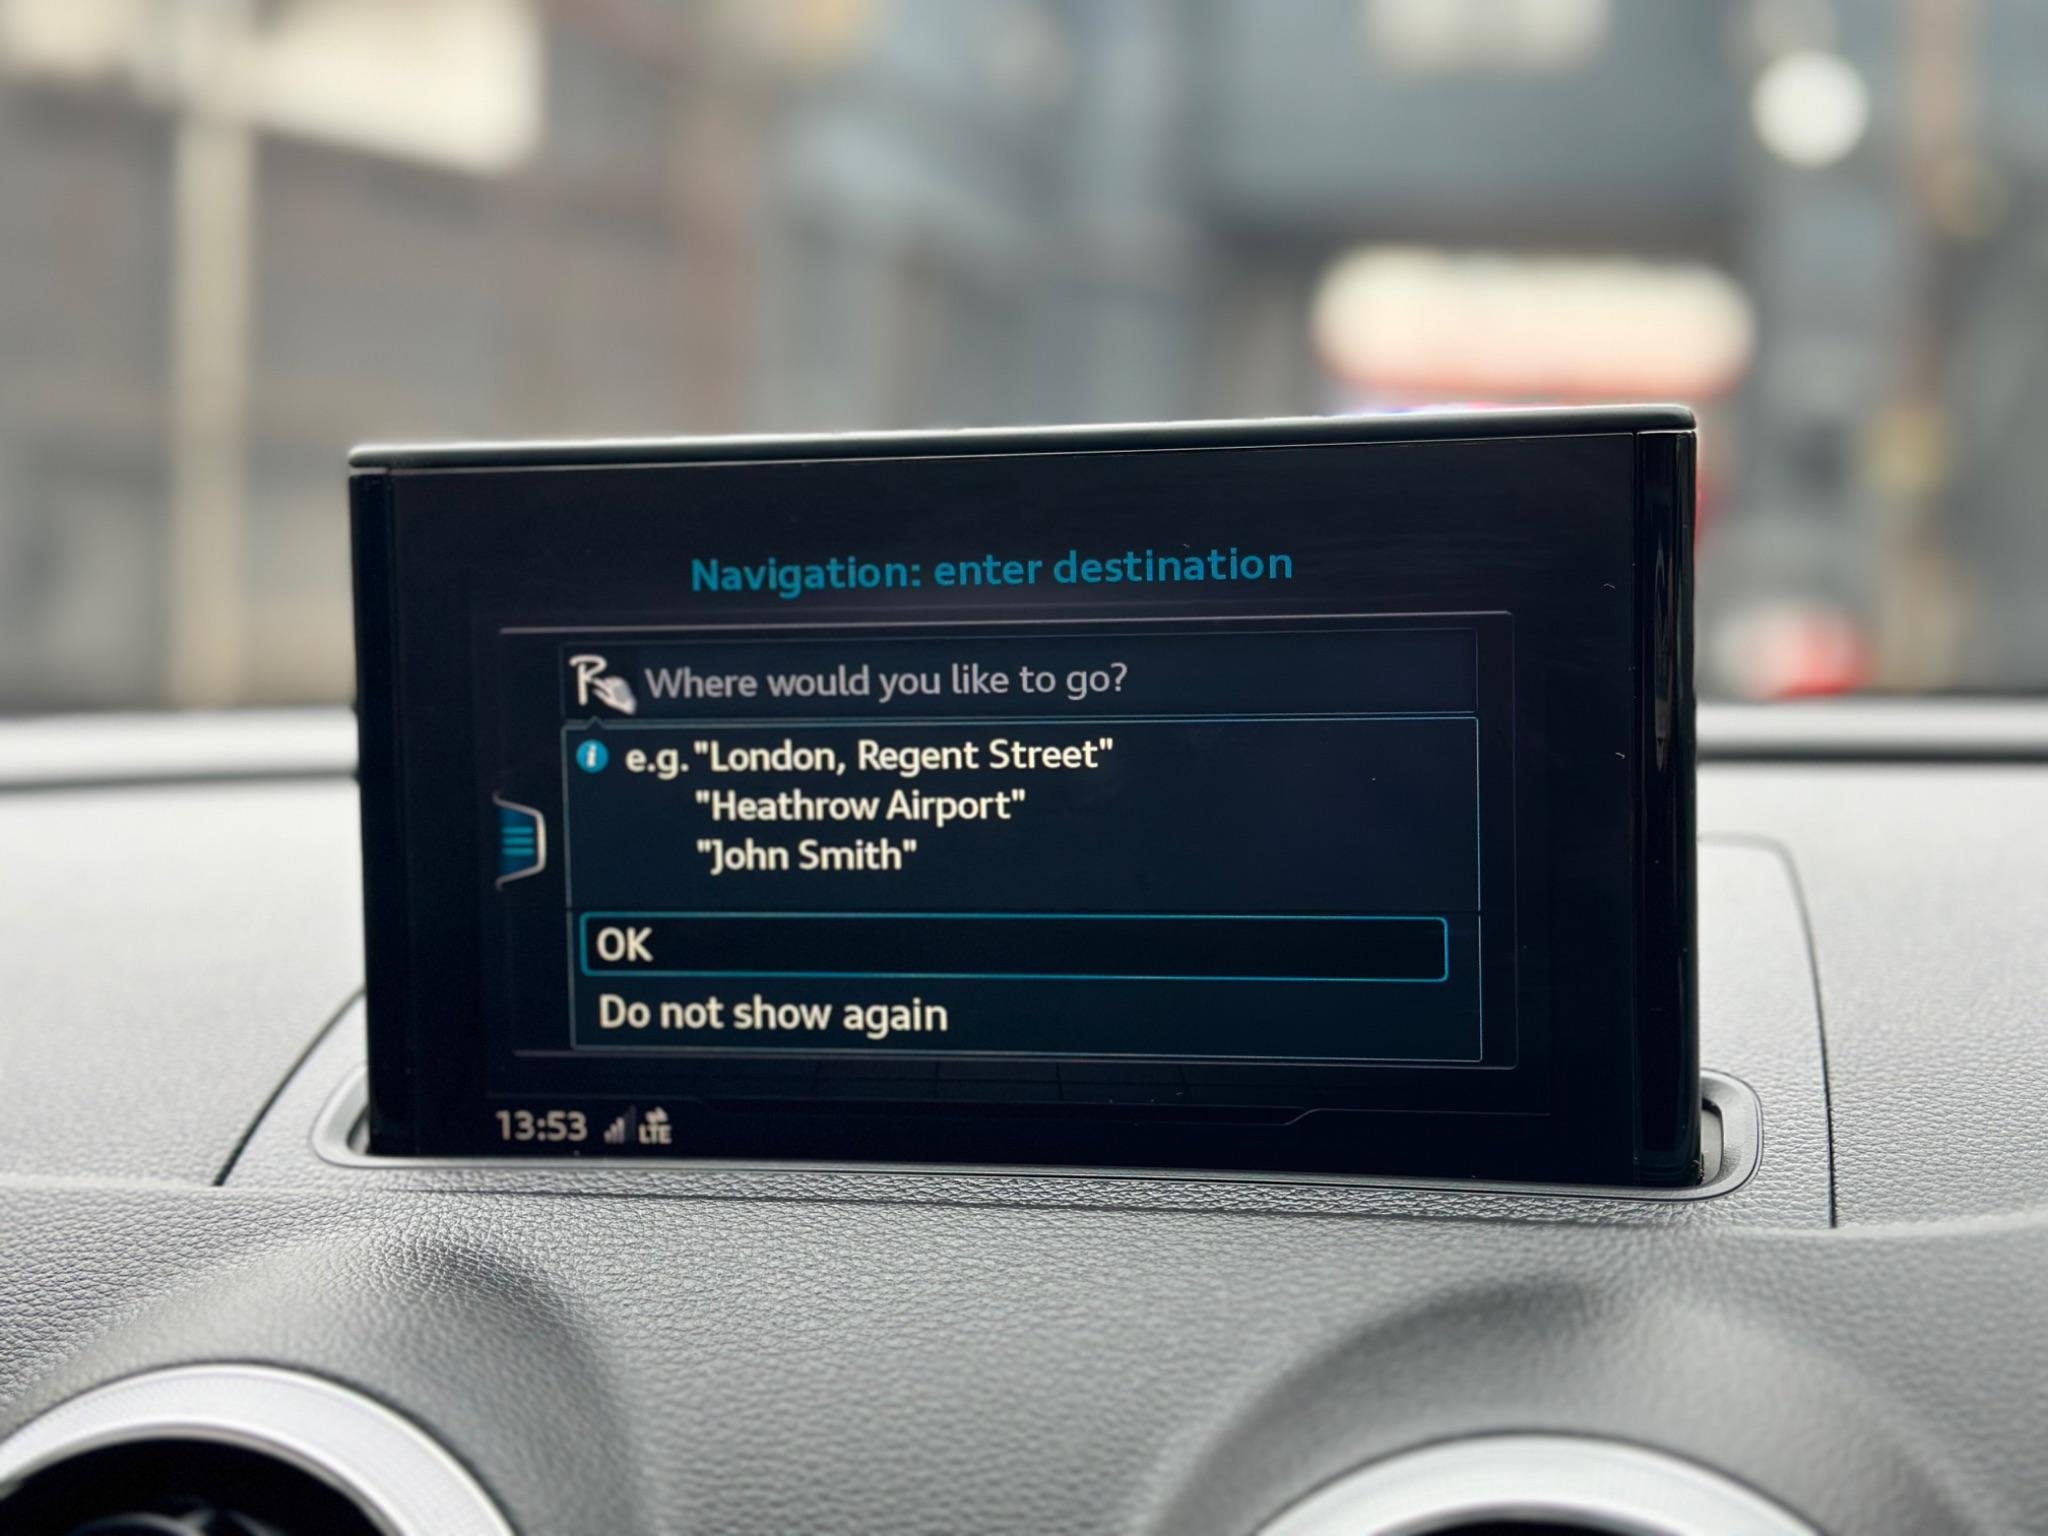 Navigation: enter destination
Where would you like to go?
e.g. "London, Regent Street"
"Heathrow Airport"
"John Smith"
OK
Do not show again
13:53 LTE